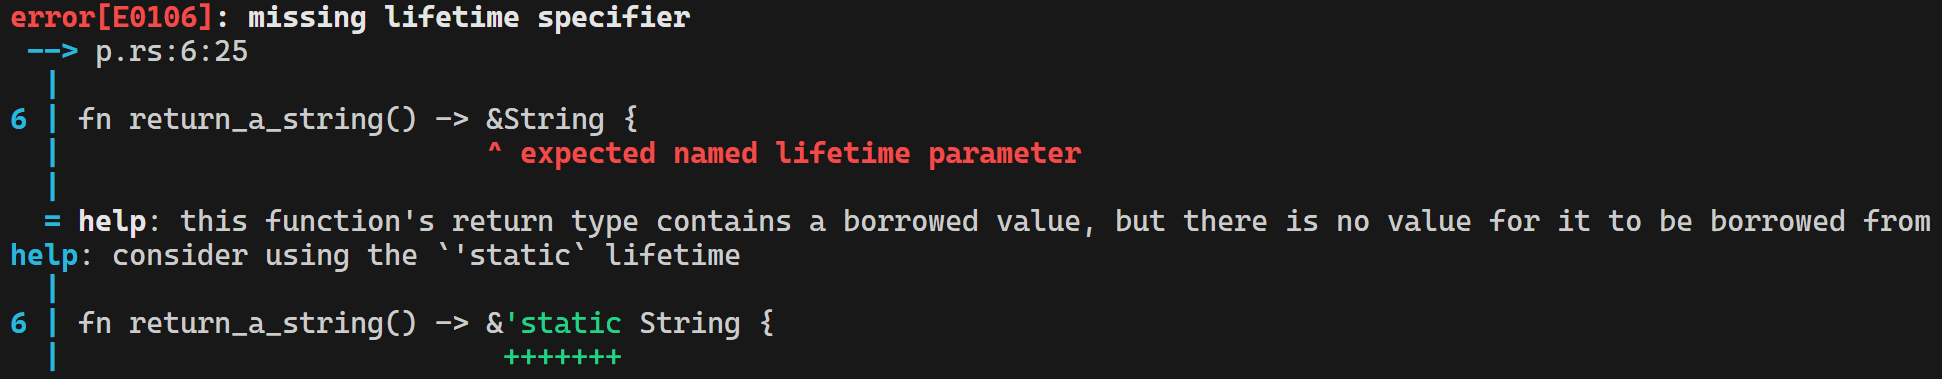 error[E0106]: missing lifetime specifier
 --> p.rs:6:25
  |
6 | fn return_a_string() -> &String {
  |                         ^ expected named lifetime parameter
  |
  = help: this function's return type contains a borrowed value, but there is no value for it to be borrowed from
help: consider using the `'static` lifetime
  |
6 | fn return_a_string() -> &'static String {
  |                          +++++++